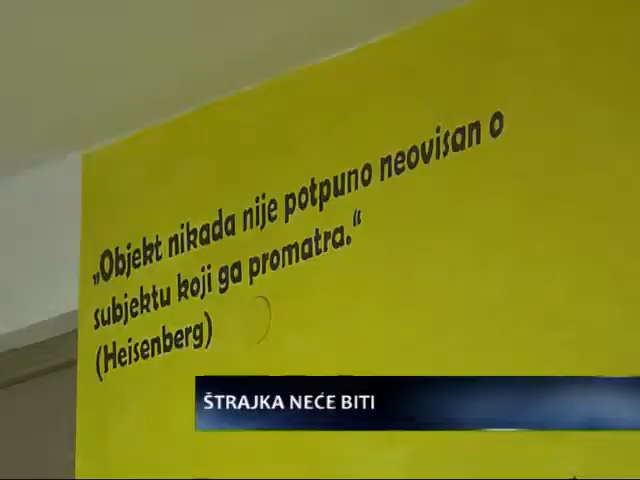 „Objekt nikada nije potpuno neovisan o
subjektu koji ga promatra.“
(Heisenberg)
ŠTRAJKA NEĆE BITI